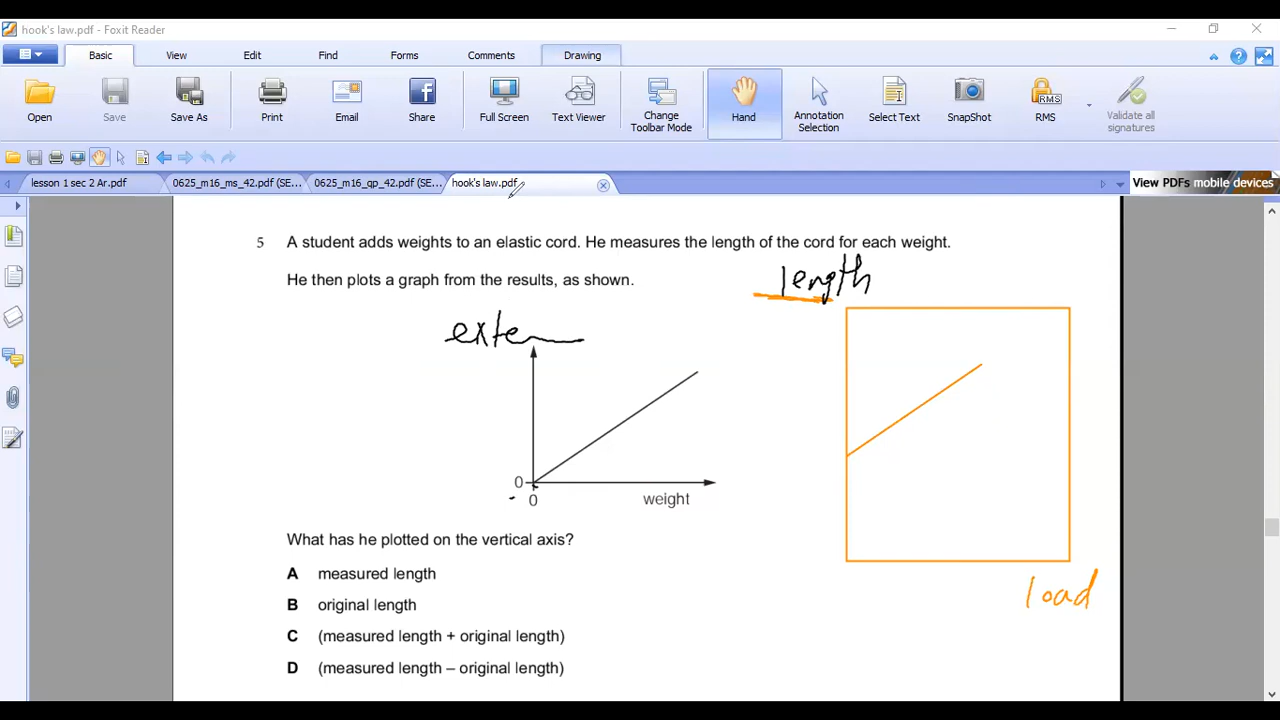 hook's law.pdf - Foxit Reader
Basic View Edit Find Forms Comments Drawing
Open Save Save As Print Email Share Full Screen Text Viewer Change Toolbar Mode Hand Annotation Selection Select Text SnapShot RMS Validate all signatures
lesson 1 sec 2 Ar.pdf 0625_m16_ms_42.pdf (SE... 0625_m16_qp_42.pdf (SE... hook's law.pdf View PDFs mobile devices
5 A student adds weights to an elastic cord. He measures the length of the cord for each weight.
He then plots a graph from the results, as shown.
length
exte
0
0 weight
load
What has he plotted on the vertical axis?
A measured length
B original length
C (measured length + original length)
D (measured length – original length)